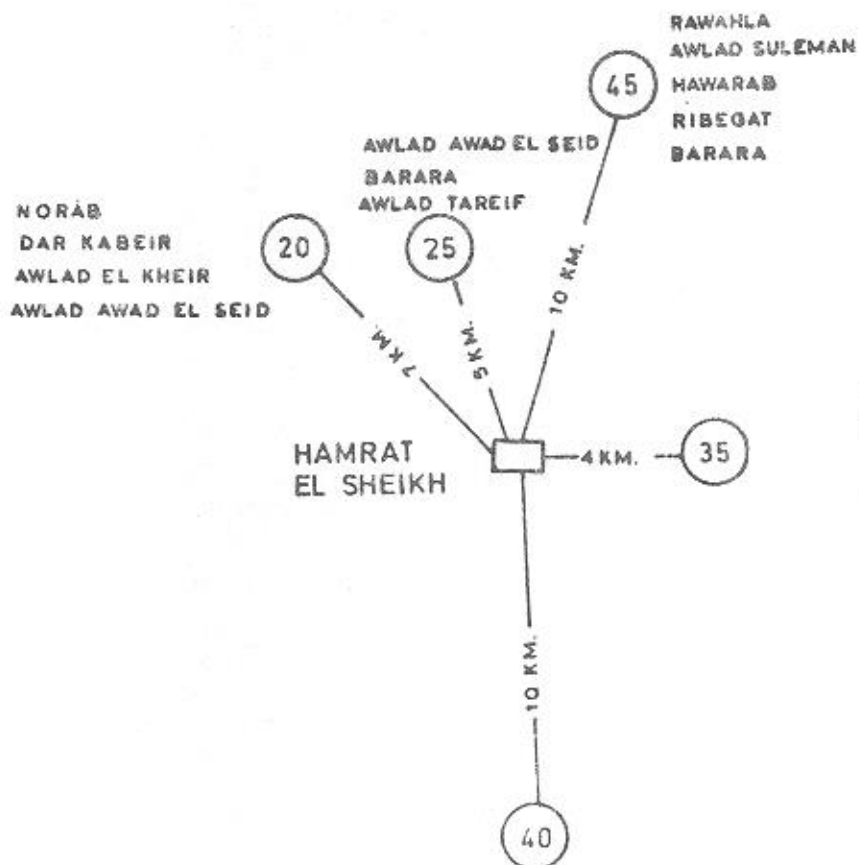 RAWAHLA
AWLAD SULEMAN
45
HAWARAB
RIBEGAT
BARARA
AWLAD AWAD EL SEID
BARARA
AWLAD TAREIF
25
NORAB
DAR KABEIR
AWLAD EL KHEIR
AWLAD AWAD EL SEID
20
10 KM.
7 KM.
5 KM.
HAMRAT
EL SHEIKH
4 KM.
35
10 KM.
40